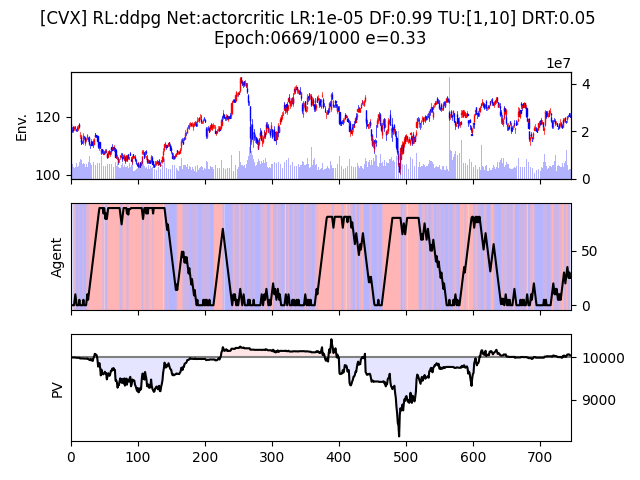 [CVX] RL:ddpg Net:actorcritic LR:1e-05 DF:0.99 TU:[1,10] DRT:0.05
Epoch:0669/1000 e=0.33
1e7
Env.
120
100
4
2
0
Agent
50
0
PV
10000
9000
0 100 200 300 400 500 600 700